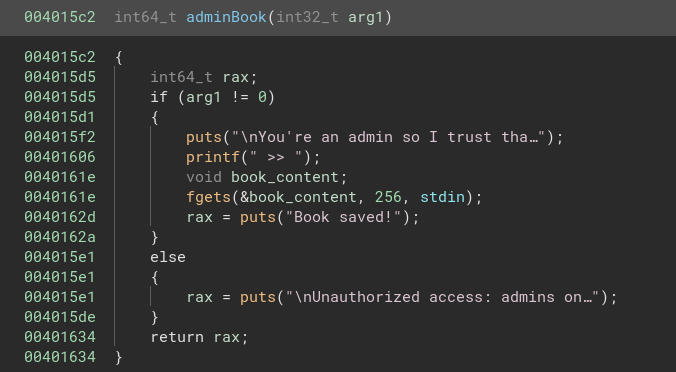 004015c2 int64_t adminBook(int32_t arg1)
004015c2 {
004015d5 int64_t rax;
004015d5 if (arg1 != 0)
004015d1 {
004015f2 puts("\nYou're an admin so I trust tha…");
00401606 printf(" >> ");
0040161e void book_content;
0040161e fgets(&book_content, 256, stdin);
0040162d rax = puts("Book saved!");
0040162a }
004015e1 else
004015e1 {
004015e1 rax = puts("\nUnauthorized access: admins on…");
004015de }
00401634 return rax;
00401634 }